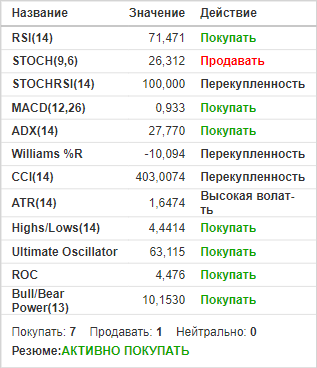 Название Значение Действие
RSI(14) 71,471 Покупать
STOCH(9,6) 26,312 Продавать
STOCHRSI(14) 100,000 Перекупленность
MACD(12,26) 0,933 Покупать
ADX(14) 27,770 Покупать
Williams %R -10,094 Перекупленность
CCI(14) 403,0074 Перекупленность
ATR(14) 1,6474 Высокая волат-
ть
Highs/Lows(14) 4,4414 Покупать
Ultimate Oscillator 63,115 Покупать
ROC 4,476 Покупать
Bull/Bear
Power(13) 10,1530 Покупать
Покупать: 7 Продавать: 1 Нейтрально: 0
Резюме:АКТИВНО ПОКУПАТЬ